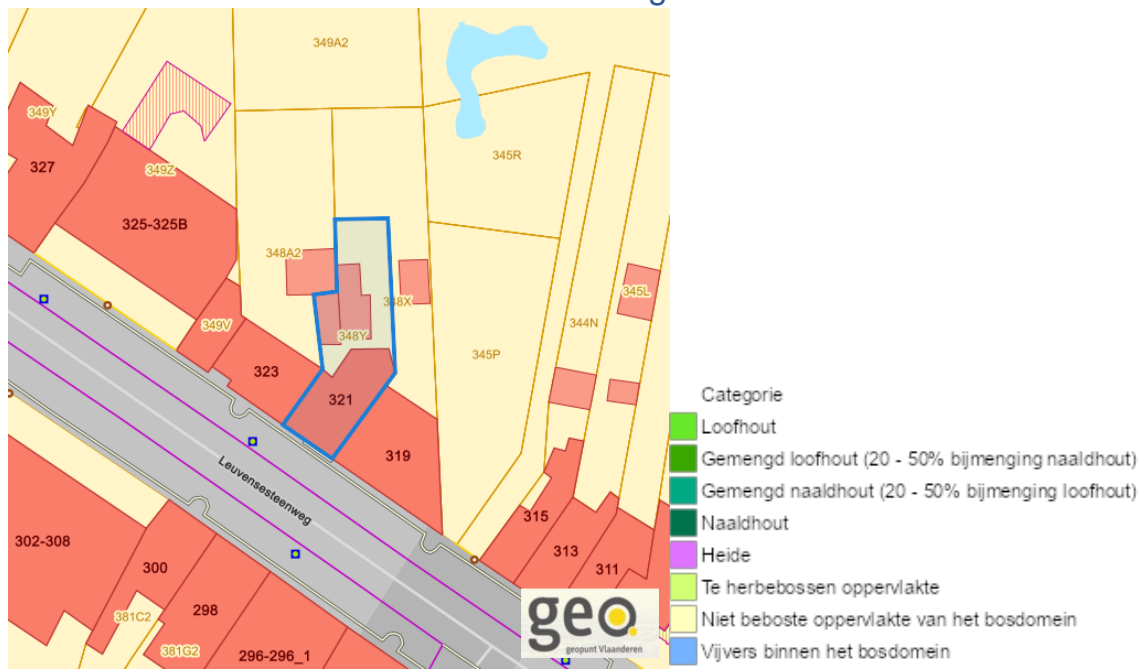 349A2
349Y
345R
327
349Z
325-325B
348A2
348X
345L
344N
349V
348Y
345P
323
321
319
Leuvensesteenweg
315
302-308
313
311
300
298
381C2
381G2
296-296_1
geo.
geopunt Vlaanderen
Categorie
Loofhout
Gemengd loofhout (20 - 50% bijmenging naaldhout)
Gemengd naaldhout (20 - 50% bijmenging loofhout)
Naaldhout
Heide
Te herbebossen oppervlakte
Niet beboste oppervlakte van het bosdomein
Vijvers binnen het bosdomein